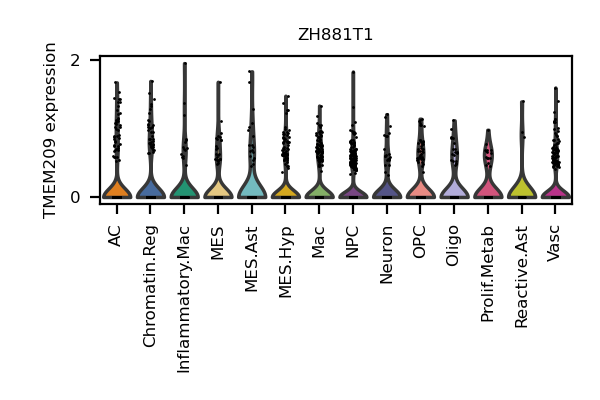 ZH881T1
TMEM209 expression
2
0
AC
Chromatin.Reg
Inflammatory.Mac
MES
MES.Ast
MES.Hyp
Mac
NPC
Neuron
OPC
Oligo
Prolif.Metab
Reactive.Ast
Vasc